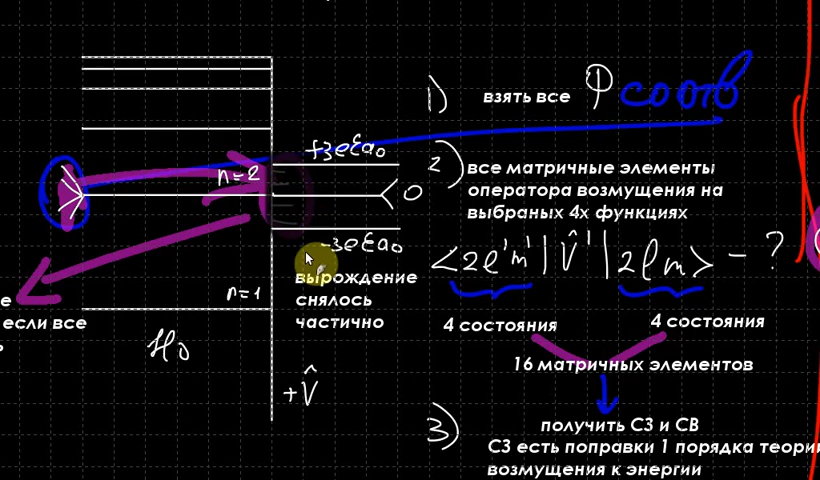 1) взять все φ соотв
+3eƐa₀
n=2
0
-3eƐa₀
2) все матричные элементы
оператора возмущения на
выбраных 4х функциях
<2l'm'|V̂'|2lm> - ?
вырождение
снялось
частично
n=1
е
если все
H₀
+V̂
4 состояния
4 состояния
16 матричных элементов
3) получить СЗ и СВ
СЗ есть поправки 1 порядка теори
возмущения к энергии